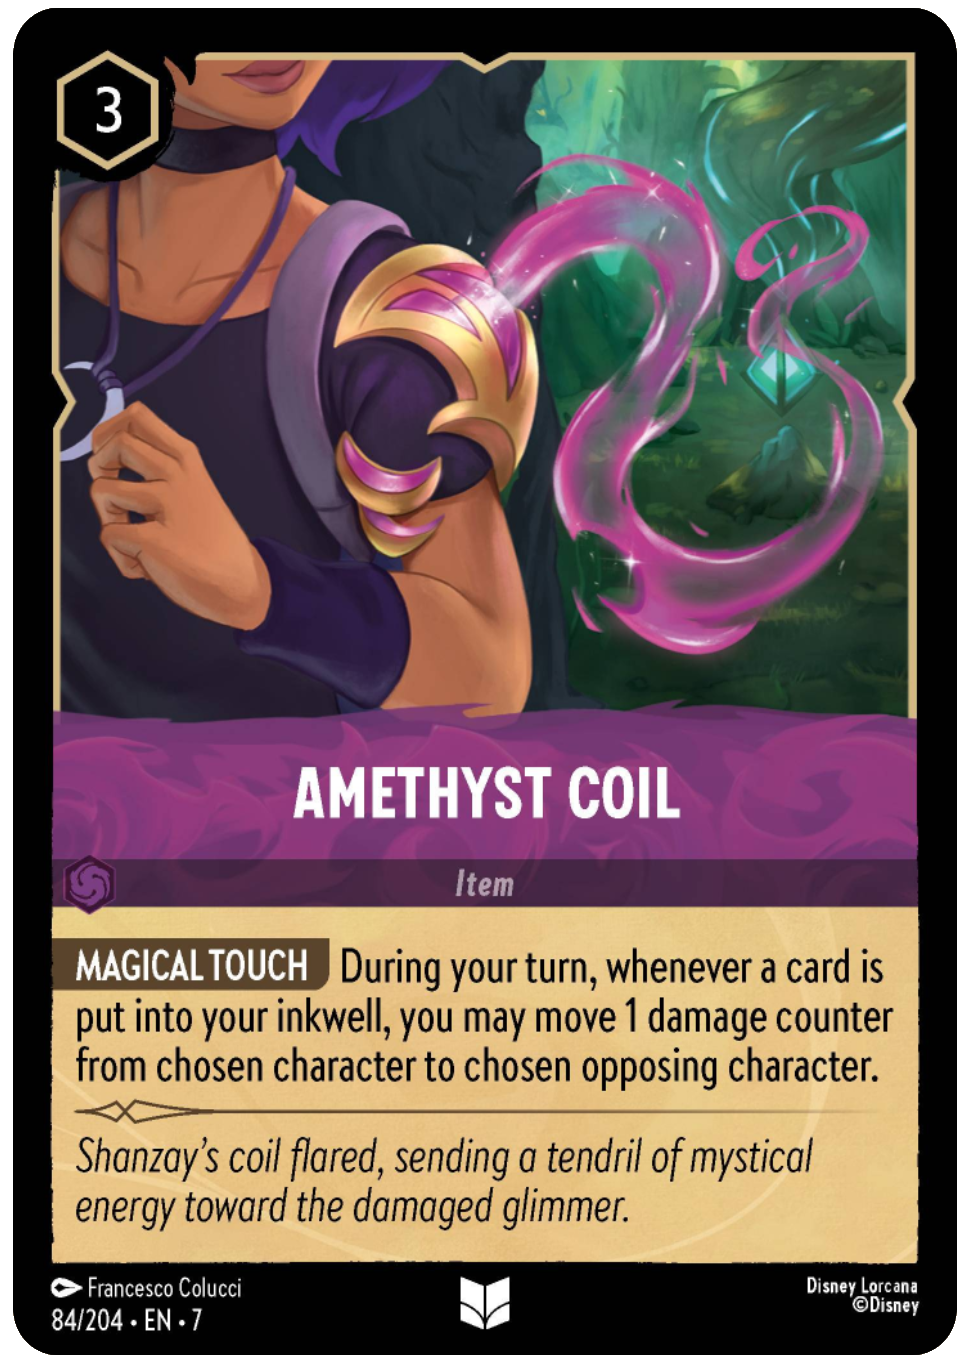 3
AMETHYST COIL
Item
MAGICAL TOUCH During your turn, whenever a card is
put into your inkwell, you may move 1 damage counter
from chosen character to chosen opposing character.
Shanzay's coil flared, sending a tendril of mystical
energy toward the damaged glimmer.
Francesco Colucci
84/204 • EN • 7
Disney Lorcana
©Disney